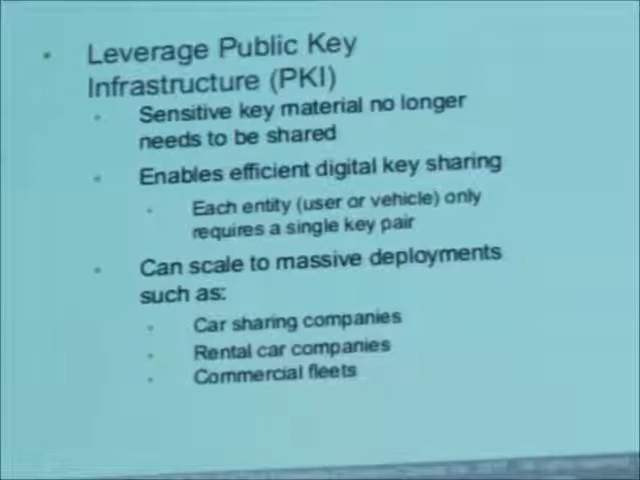 • Leverage Public Key
Infrastructure (PKI)
• Sensitive key material no longer
needs to be shared
• Enables efficient digital key sharing
• Each entity (user or vehicle) only
requires a single key pair
• Can scale to massive deployments
such as:
• Car sharing companies
• Rental car companies
• Commercial fleets